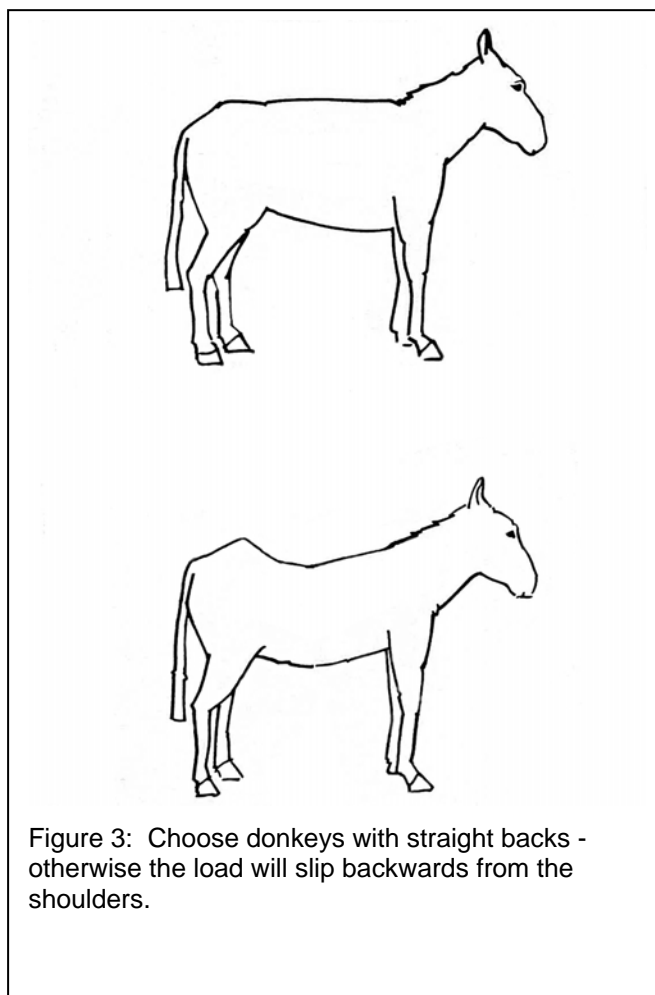 Figure 3:  Choose donkeys with straight backs -
otherwise the load will slip backwards from the
shoulders.